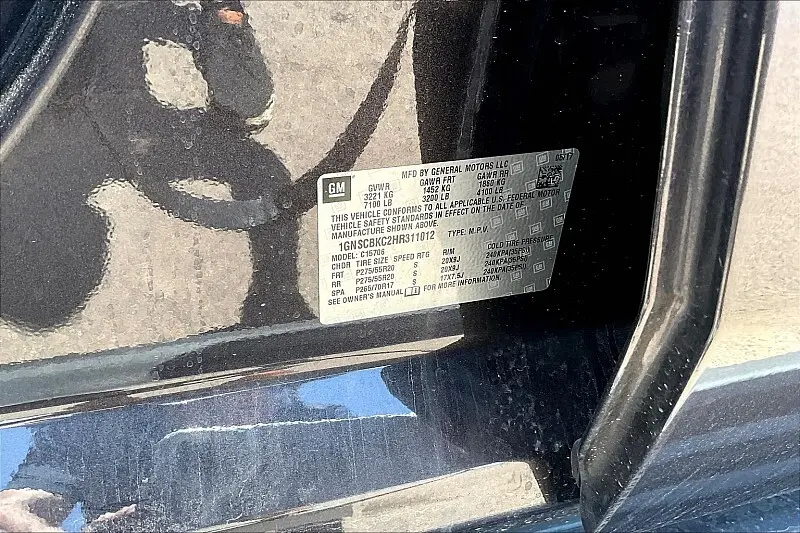 GM
MFD BY GENERAL MOTORS LLC
05/17
GVWR GAWR FRT GAWR RR
3221 KG 1452 KG 1860 KG
7100 LB 3200 LB 4100 LB
THIS VEHICLE CONFORMS TO ALL APPLICABLE U.S. FEDERAL MOTOR
VEHICLE SAFETY STANDARDS IN EFFECT ON THE DATE OF
MANUFACTURE SHOWN ABOVE.
1GNSCBKC2HR311012 TYPE: M.P.V.
MODEL: C15706
CHDR TIRE SIZE SPEED RTG RIM COLD TIRE PRESSURE
FRT P275/55R20 S 20X9J 240KPA(35PSI)
RR P275/55R20 S 20X9J 240KPA(35PSI)
SPA P265/70R17 S 17X7.5J 240KPA(35PSI)
SEE OWNER'S MANUAL FOR MORE INFORMATION.